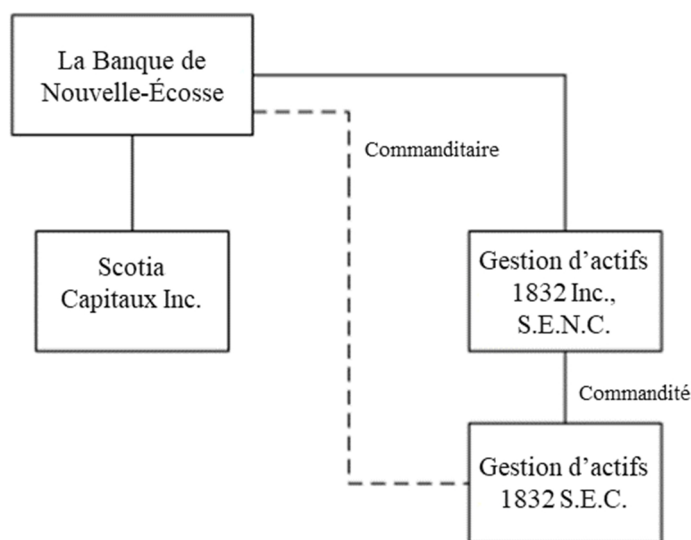 La Banque de
Nouvelle-Écosse
Commanditaire
Scotia
Capitaux Inc.
Gestion d’actifs
1832 Inc.,
S.E.N.C.
Commandité
Gestion d’actifs
1832 S.E.C.